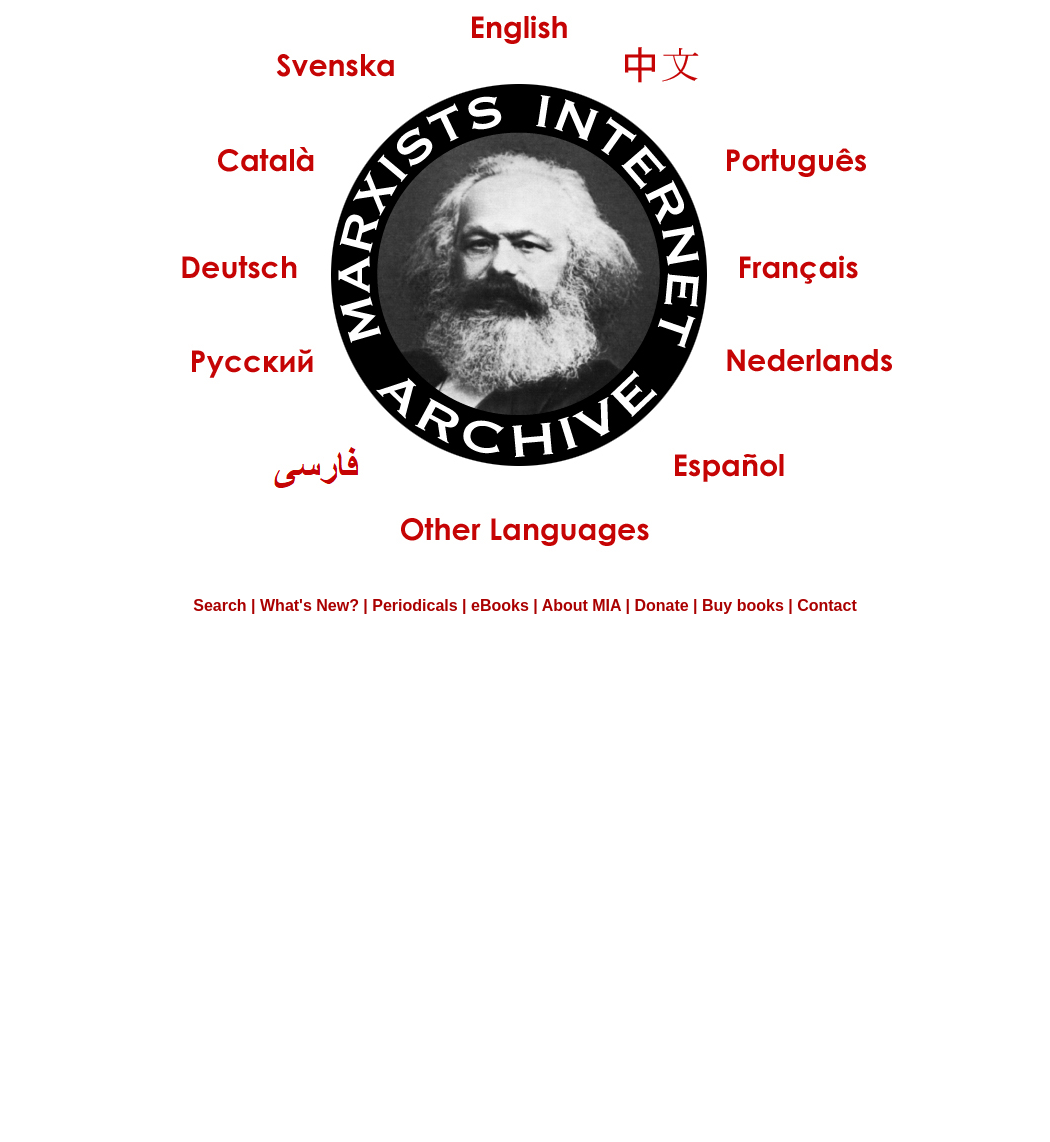 English
Svenska
中文
MARXISTS INTERNET ARCHIVE
Català
Português
Deutsch
Français
Русский
Nederlands
فارسی
Español
Other Languages
Search | What's New? | Periodicals | eBooks | About MIA | Donate | Buy books | Contact